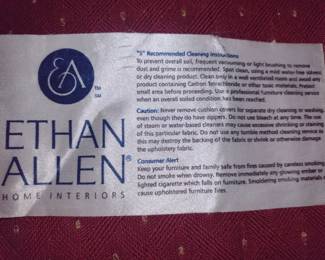 EA
TM
SM
ETHAN
ALLEN®
HOME INTERIORS
"S" Recommended Cleaning Instructions
To prevent overall soil, frequent vacuuming or light brushing to remove
dust and grime is recommended. Spot clean, using a mild water-free solvent
or dry cleaning product. Clean only in a well ventilated room and avoid any
product containing Carbon Tetrachloride or other toxic materials. Pretest
small area before proceeding. Use a professional furniture cleaning service
when an overall soiled condition has been reached.
Caution: Never remove cushion covers for separate dry cleaning or washing,
even though they do have zippers. Do not use bleach at any time. The use
of steam or water-based cleaners may cause excessive shrinking or staining
of this particular fabric. Do not use any tumble method cleaning service as
this may destroy the backing of the fabric or shrink or otherwise damage
the upholstery fabric.
Consumer Alert
Keep your furniture and family safe from fires caused by careless smoking.
Do not smoke when drowsy. Remove immediately any glowing ember or
lighted cigarette which falls on furniture. Smoldering smoking materials
cause upholstered furniture fires.